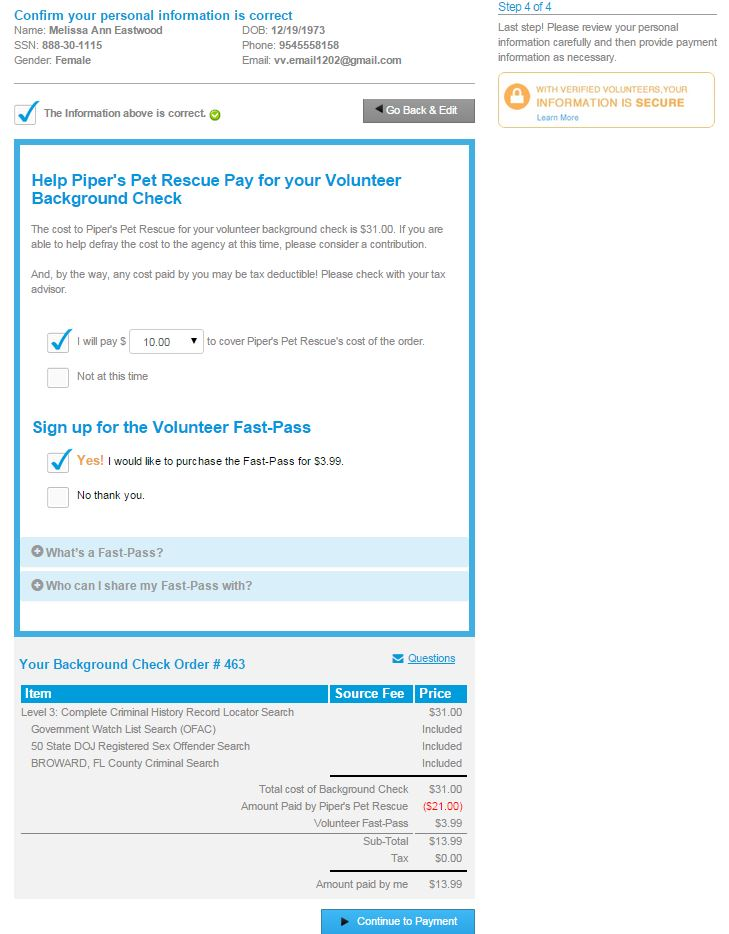 Confirm your personal information is correct
Name: Melissa Ann Eastwood DOB: 12/19/1973
SSN: 888-30-1115 Phone: 9545558158
Gender: Female Email: vv.email1202@gmail.com
The Information above is correct.
Go Back & Edit
Step 4 of 4
Last step! Please review your personal
information carefully and then provide payment
information as necessary.
WITH VERIFIED VOLUNTEERS,YOUR
INFORMATION IS SECURE
Learn More
Help Piper's Pet Rescue Pay for your Volunteer
Background Check
The cost to Piper's Pet Rescue for your volunteer background check is $31.00. If you are
able to help defray the cost to the agency at this time, please consider a contribution.
And, by the way, any cost paid by you may be tax deductible! Please check with your tax
advisor.
I will pay $ 10.00 to cover Piper's Pet Rescue's cost of the order.
Not at this time
Sign up for the Volunteer Fast-Pass
Yes! I would like to purchase the Fast-Pass for $3.99.
No thank you.
What's a Fast-Pass?
Who can I share my Fast-Pass with?
Your Background Check Order # 463
Questions
Item Source Fee Price
Level 3: Complete Criminal History Record Locator Search $31.00
Government Watch List Search (OFAC) Included
50 State DOJ Registered Sex Offender Search Included
BROWARD, FL County Criminal Search Included
Total cost of Background Check $31.00
Amount Paid by Piper's Pet Rescue ($21.00)
Volunteer Fast-Pass $3.99
Sub-Total $13.99
Tax $0.00
Amount paid by me $13.99
Continue to Payment